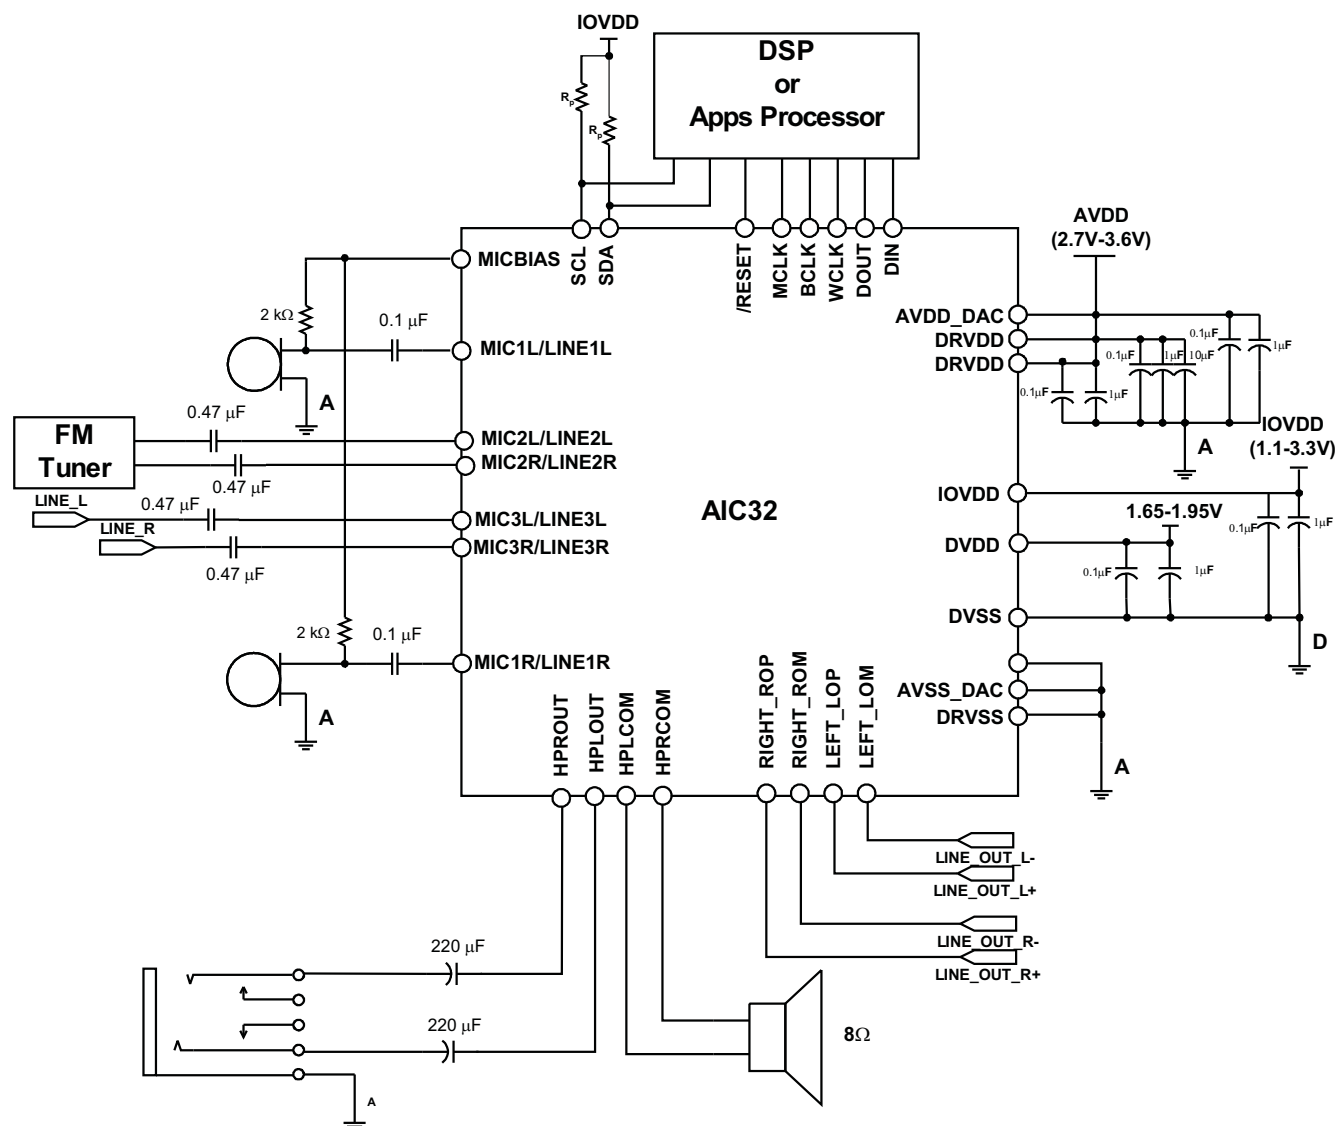 IOVDD
DSP
or
Apps Processor
Rp
Rp
AVDD
(2.7V-3.6V)
MICBIAS
SCL
SDA
/RESET
MCLK
BCLK
WCLK
DOUT
DIN
2 kΩ
0.1 µF
MIC1L/LINE1L
A
AVDD_DAC
DRVDD
DRVDD
0.1µF
1µF
0.1µF
1µF
10µF
0.1µF
1µF
A
0.47 µF
FM
Tuner
MIC2L/LINE2L
MIC2R/LINE2R
0.47 µF
IOVDD
(1.1-3.3V)
LINE_L
0.47 µF
MIC3L/LINE3L
LINE_R
MIC3R/LINE3R
0.47 µF
AIC32
IOVDD
1.65-1.95V
0.1µF
1µF
DVDD
0.1µF
1µF
DVSS
D
2 kΩ
0.1 µF
MIC1R/LINE1R
A
AVSS_DAC
DRVSS
A
HPROUT
HPLOUT
HPLCOM
HPRCOM
RIGHT_ROP
RIGHT_ROM
LEFT_LOP
LEFT_LOM
LINE_OUT_L-
LINE_OUT_L+
LINE_OUT_R-
LINE_OUT_R+
220 µF
220 µF
8Ω
A